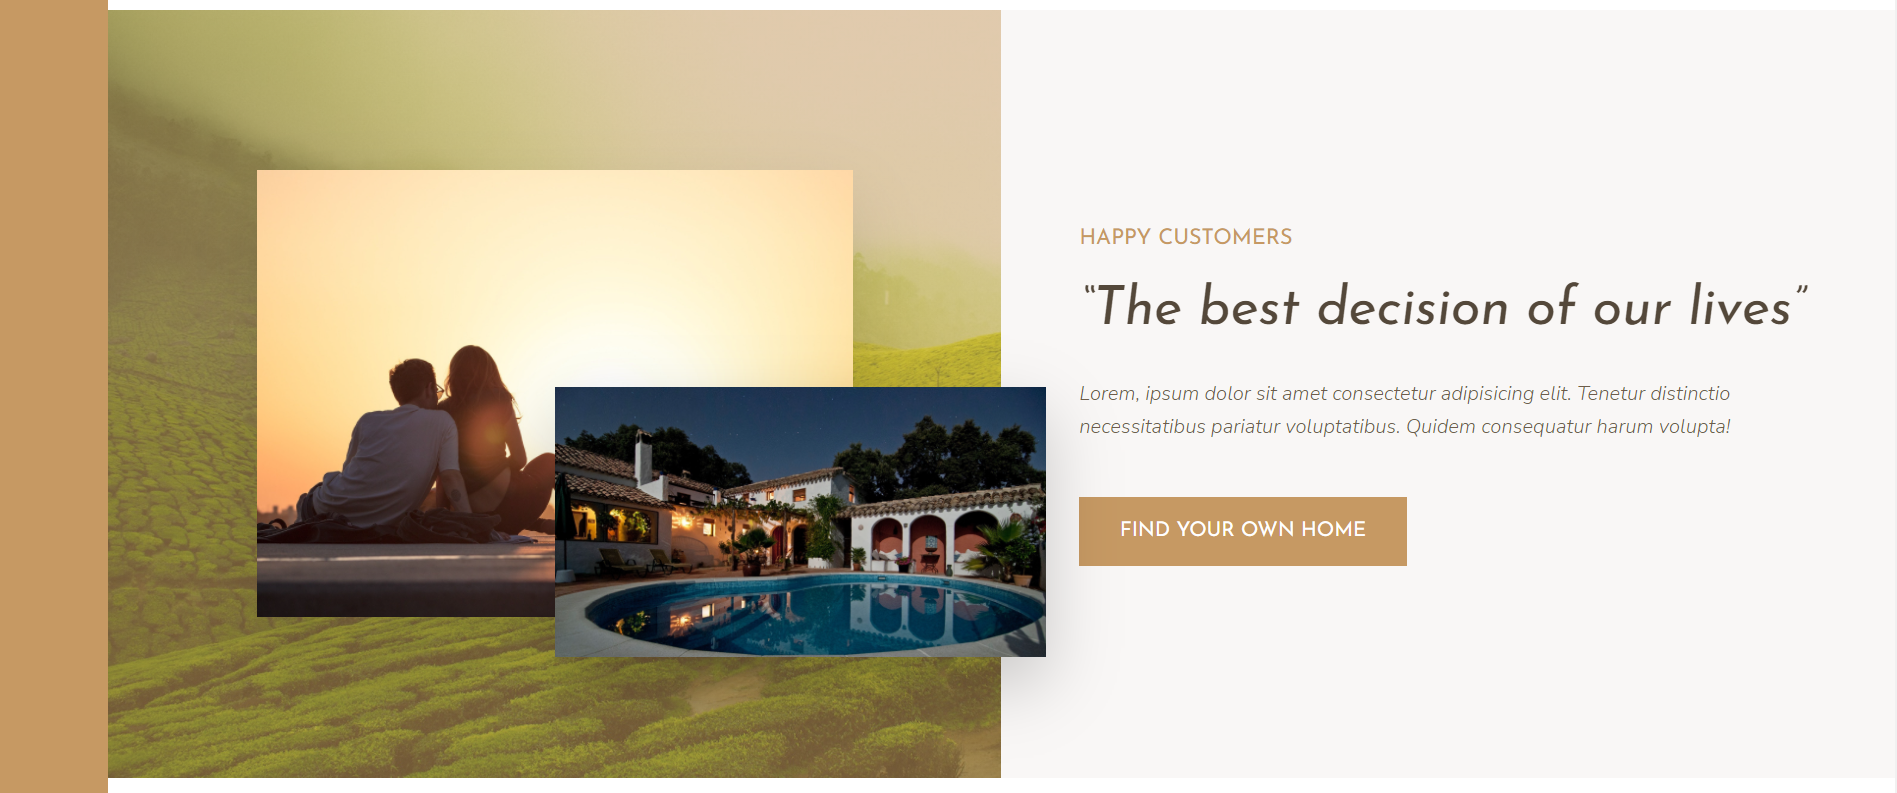 HAPPY CUSTOMERS
“The best decision of our lives”
Lorem, ipsum dolor sit amet consectetur adipisicing elit. Tenetur distinctio
necessitatibus pariatur voluptatibus. Quidem consequatur harum volupta!
FIND YOUR OWN HOME